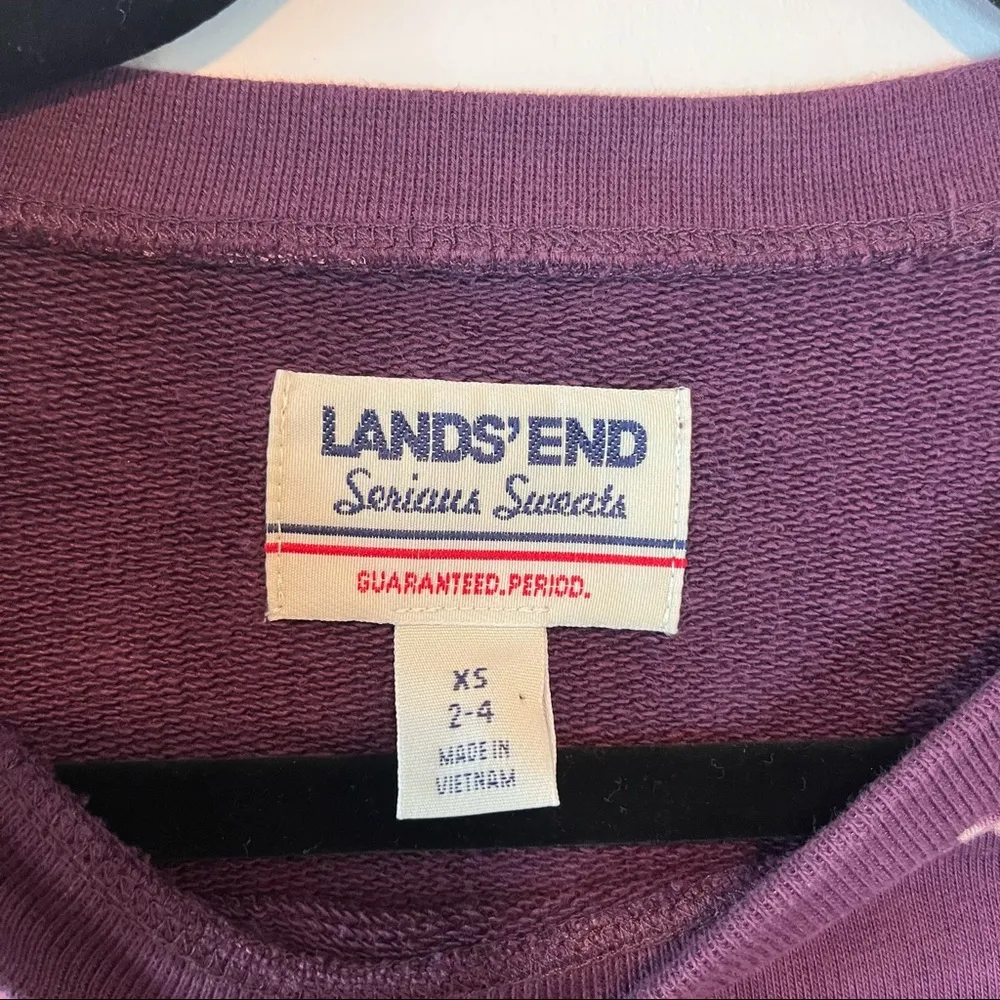 LANDS' END
Serious Sweats
GUARANTEED.PERIOD.
XS
2-4
MADE IN
VIETNAM